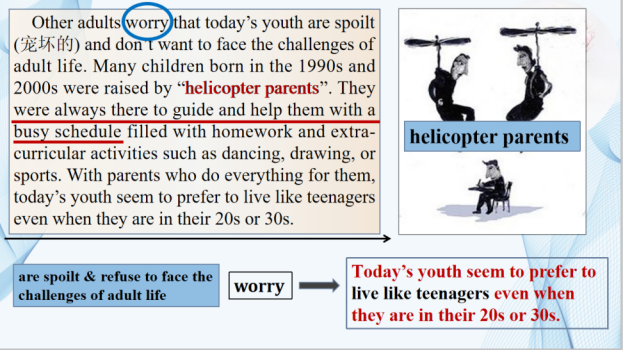 Other adults worry that today's youth are spoilt
(宠坏的) and don't want to face the challenges of
adult life. Many children born in the 1990s and
2000s were raised by “helicopter parents”. They
were always there to guide and help them with a
busy schedule filled with homework and extra-
curricular activities such as dancing, drawing, or
sports. With parents who do everything for them,
today's youth seem to prefer to live like teenagers
even when they are in their 20s or 30s.
helicopter parents
are spoilt & refuse to face the
challenges of adult life
worry
Today's youth seem to prefer to
live like teenagers even when
they are in their 20s or 30s.